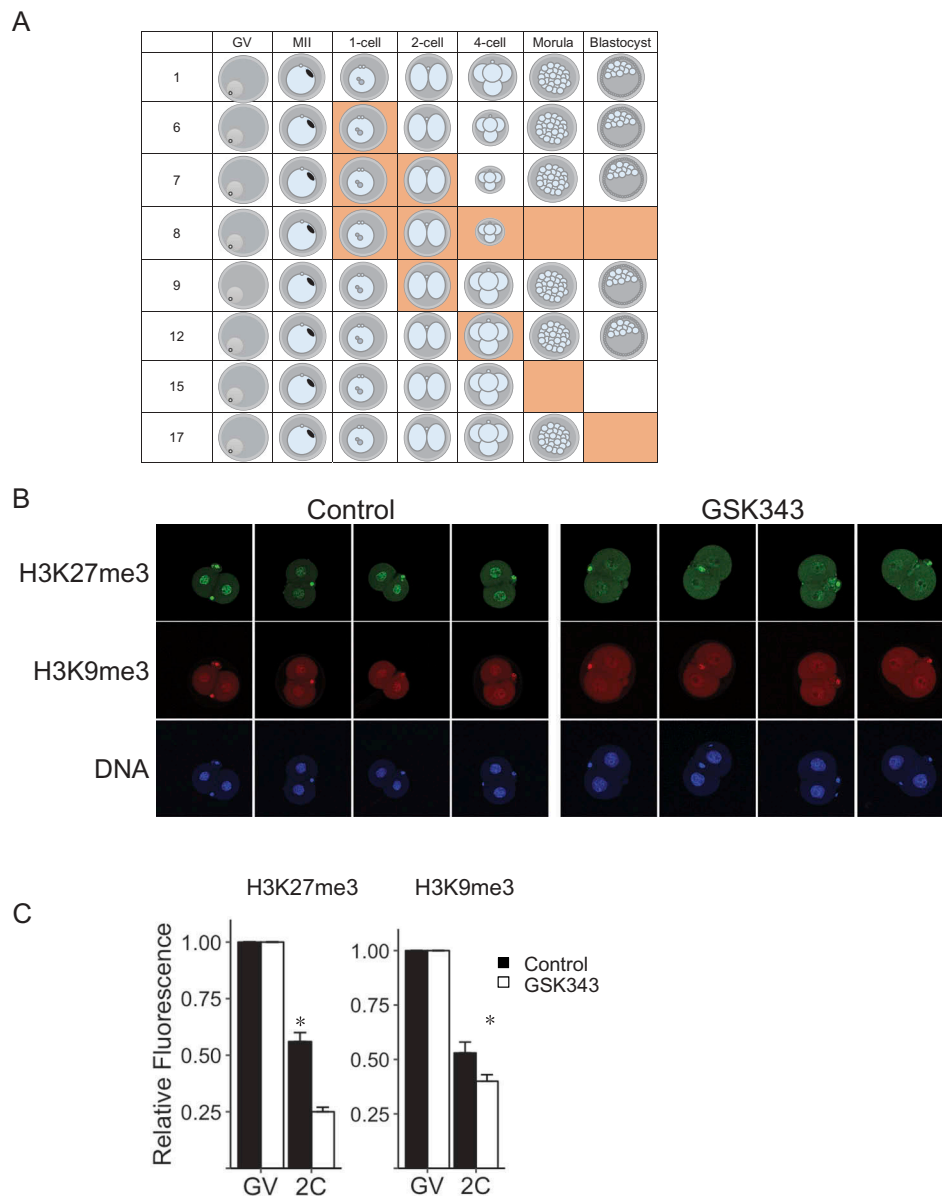 A
GV MII 1-cell 2-cell 4-cell Morula Blastocyst
1
6
7
8
9
12
15
17
B
Control GSK343
H3K27me3
H3K9me3
DNA
C
H3K27me3 H3K9me3
Relative Fluorescence
1.00
0.75
0.50
0.25
*
GV 2C
1.00
0.75
0.50
0.25
*
GV 2C
Control
GSK343